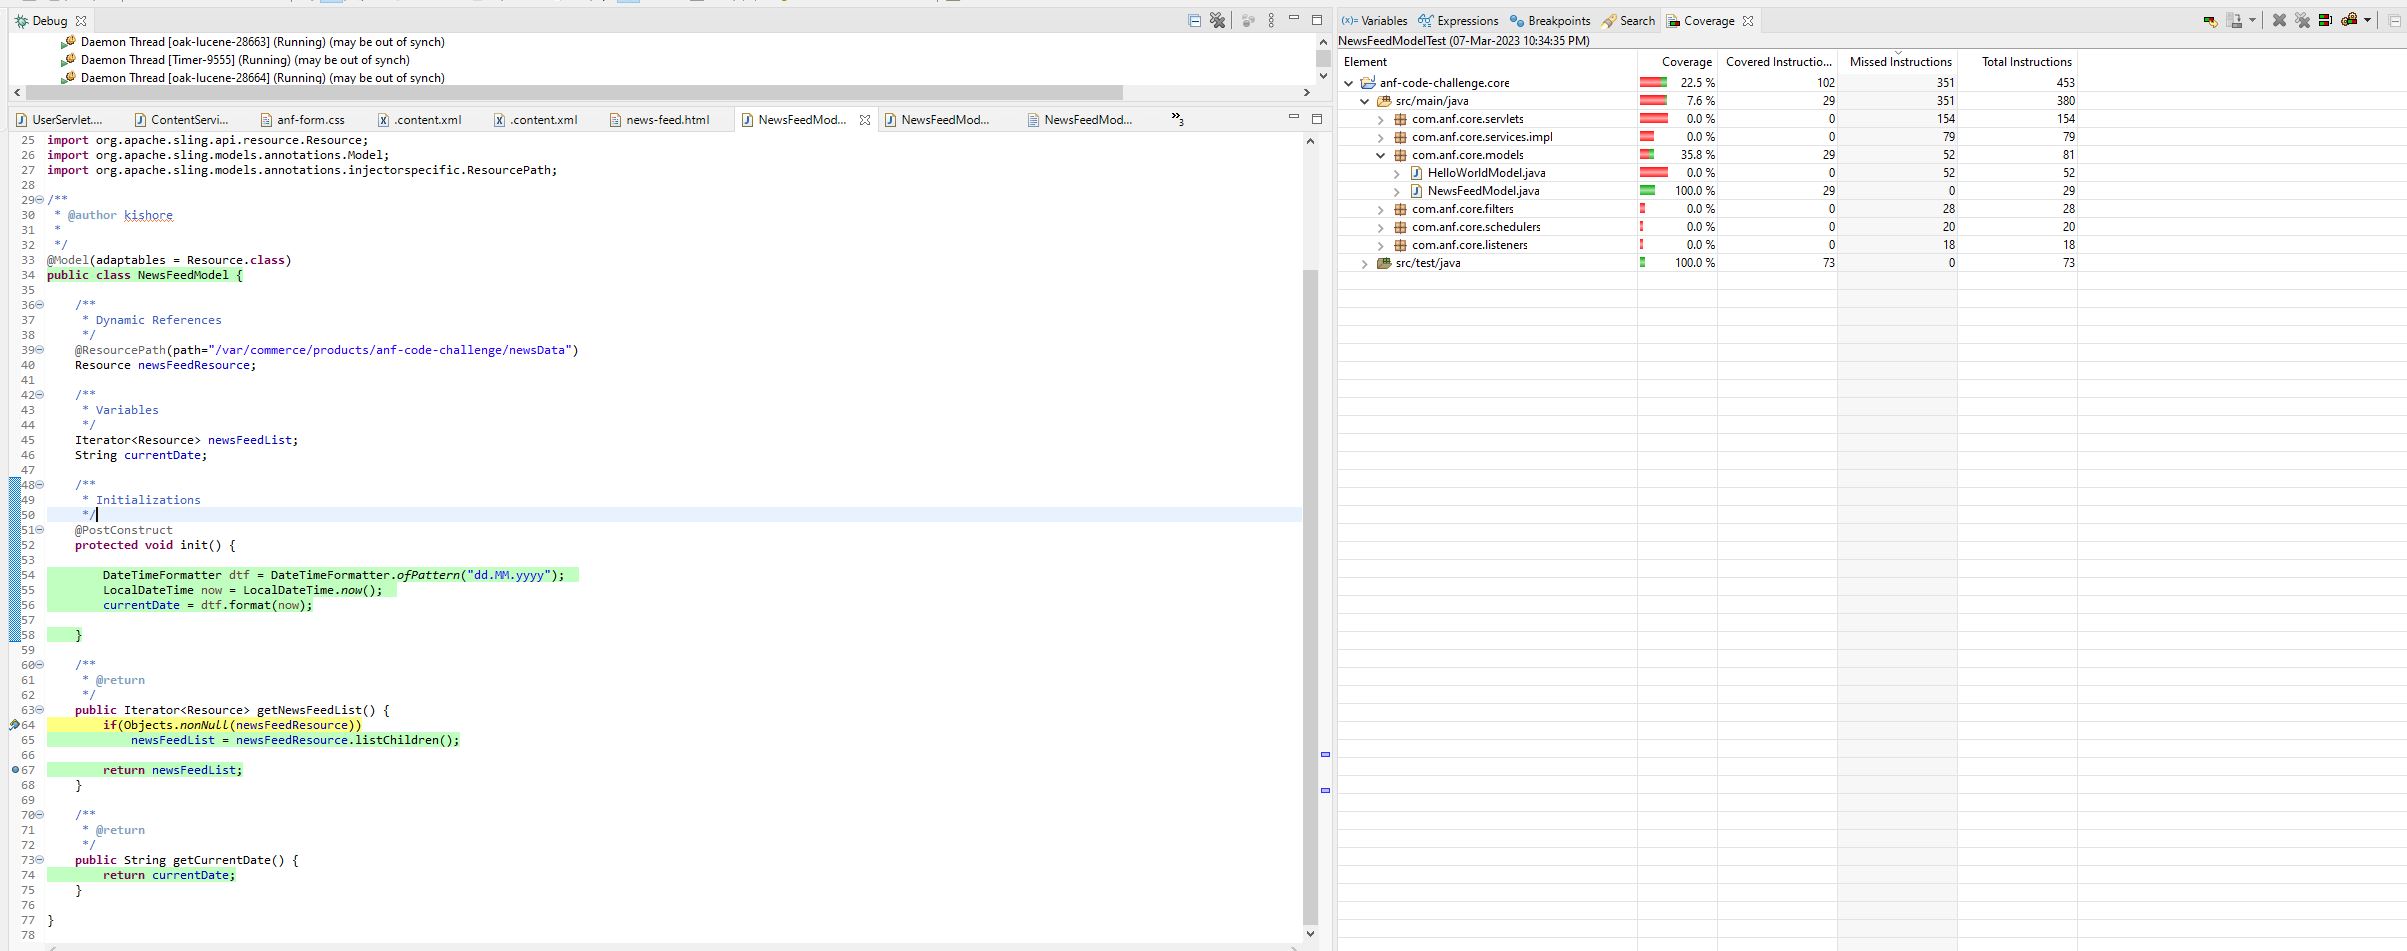 Debug
Daemon Thread [oak-lucene-28663] (Running) (may be out of synch)
Daemon Thread [Timer-9555] (Running) (may be out of synch)
Daemon Thread [oak-lucene-28664] (Running) (may be out of synch)
UserServlet.... ContentServi... anf-form.css .content.xml .content.xml news-feed.html NewsFeedMod... NewsFeedMod... NewsFeedMod... »3
25 import org.apache.sling.api.resource.Resource;
26 import org.apache.sling.models.annotations.Model;
27 import org.apache.sling.models.annotations.injectorspecific.ResourcePath;
28
29 /**
30 * @author kishore
31 *
32 */
33 @Model(adaptables = Resource.class)
34 public class NewsFeedModel {
35
36 /**
37 * Dynamic References
38 */
39 @ResourcePath(path="/var/commerce/products/anf-code-challenge/newsData")
40 Resource newsFeedResource;
41
42 /**
43 * Variables
44 */
45 Iterator<Resource> newsFeedList;
46 String currentDate;
47
48 /**
49 * Initializations
50 */
51 @PostConstruct
52 protected void init() {
53
54 DateTimeFormatter dtf = DateTimeFormatter.ofPattern("dd.MM.yyyy");
55 LocalDateTime now = LocalDateTime.now();
56 currentDate = dtf.format(now);
57
58 }
59
60 /**
61 * @return
62 */
63 public Iterator<Resource> getNewsFeedList() {
64 if(Objects.nonNull(newsFeedResource))
65 newsFeedList = newsFeedResource.listChildren();
66
67 return newsFeedList;
68 }
69
70 /**
71 * @return
72 */
73 public String getCurrentDate() {
74 return currentDate;
75 }
76
77 }
78
(x)= Variables Expressions Breakpoints Search Coverage
NewsFeedModelTest (07-Mar-2023 10:34:35 PM)
Element Coverage Covered Instructio... Missed Instructions Total Instructions
anf-code-challenge.core 22.5 % 102 351 453
src/main/java 7.6 % 29 351 380
com.anf.core.servlets 0.0 % 0 154 154
com.anf.core.services.impl 0.0 % 0 79 79
com.anf.core.models 35.8 % 29 52 81
HelloWorldModel.java 0.0 % 0 52 52
NewsFeedModel.java 100.0 % 29 0 29
com.anf.core.filters 0.0 % 0 28 28
com.anf.core.schedulers 0.0 % 0 20 20
com.anf.core.listeners 0.0 % 0 18 18
src/test/java 100.0 % 73 0 73